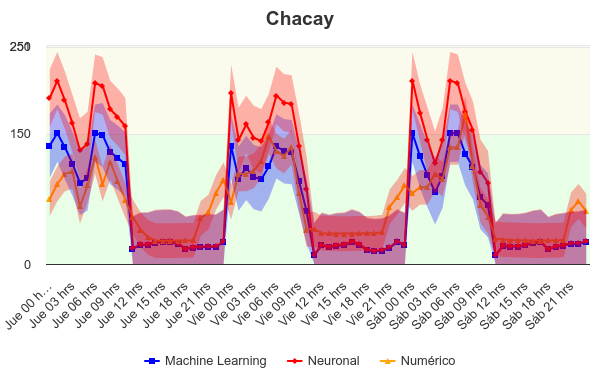 Chacay
250
150
0
Jue 00 h...
Jue 03 hrs
Jue 06 hrs
Jue 09 hrs
Jue 12 hrs
Jue 15 hrs
Jue 18 hrs
Jue 21 hrs
Vie 00 hrs
Vie 03 hrs
Vie 06 hrs
Vie 09 hrs
Vie 12 hrs
Vie 15 hrs
Vie 18 hrs
Vie 21 hrs
Sáb 00 hrs
Sáb 03 hrs
Sáb 06 hrs
Sáb 09 hrs
Sáb 12 hrs
Sáb 15 hrs
Sáb 18 hrs
Sáb 21 hrs
Machine Learning Neuronal Numérico